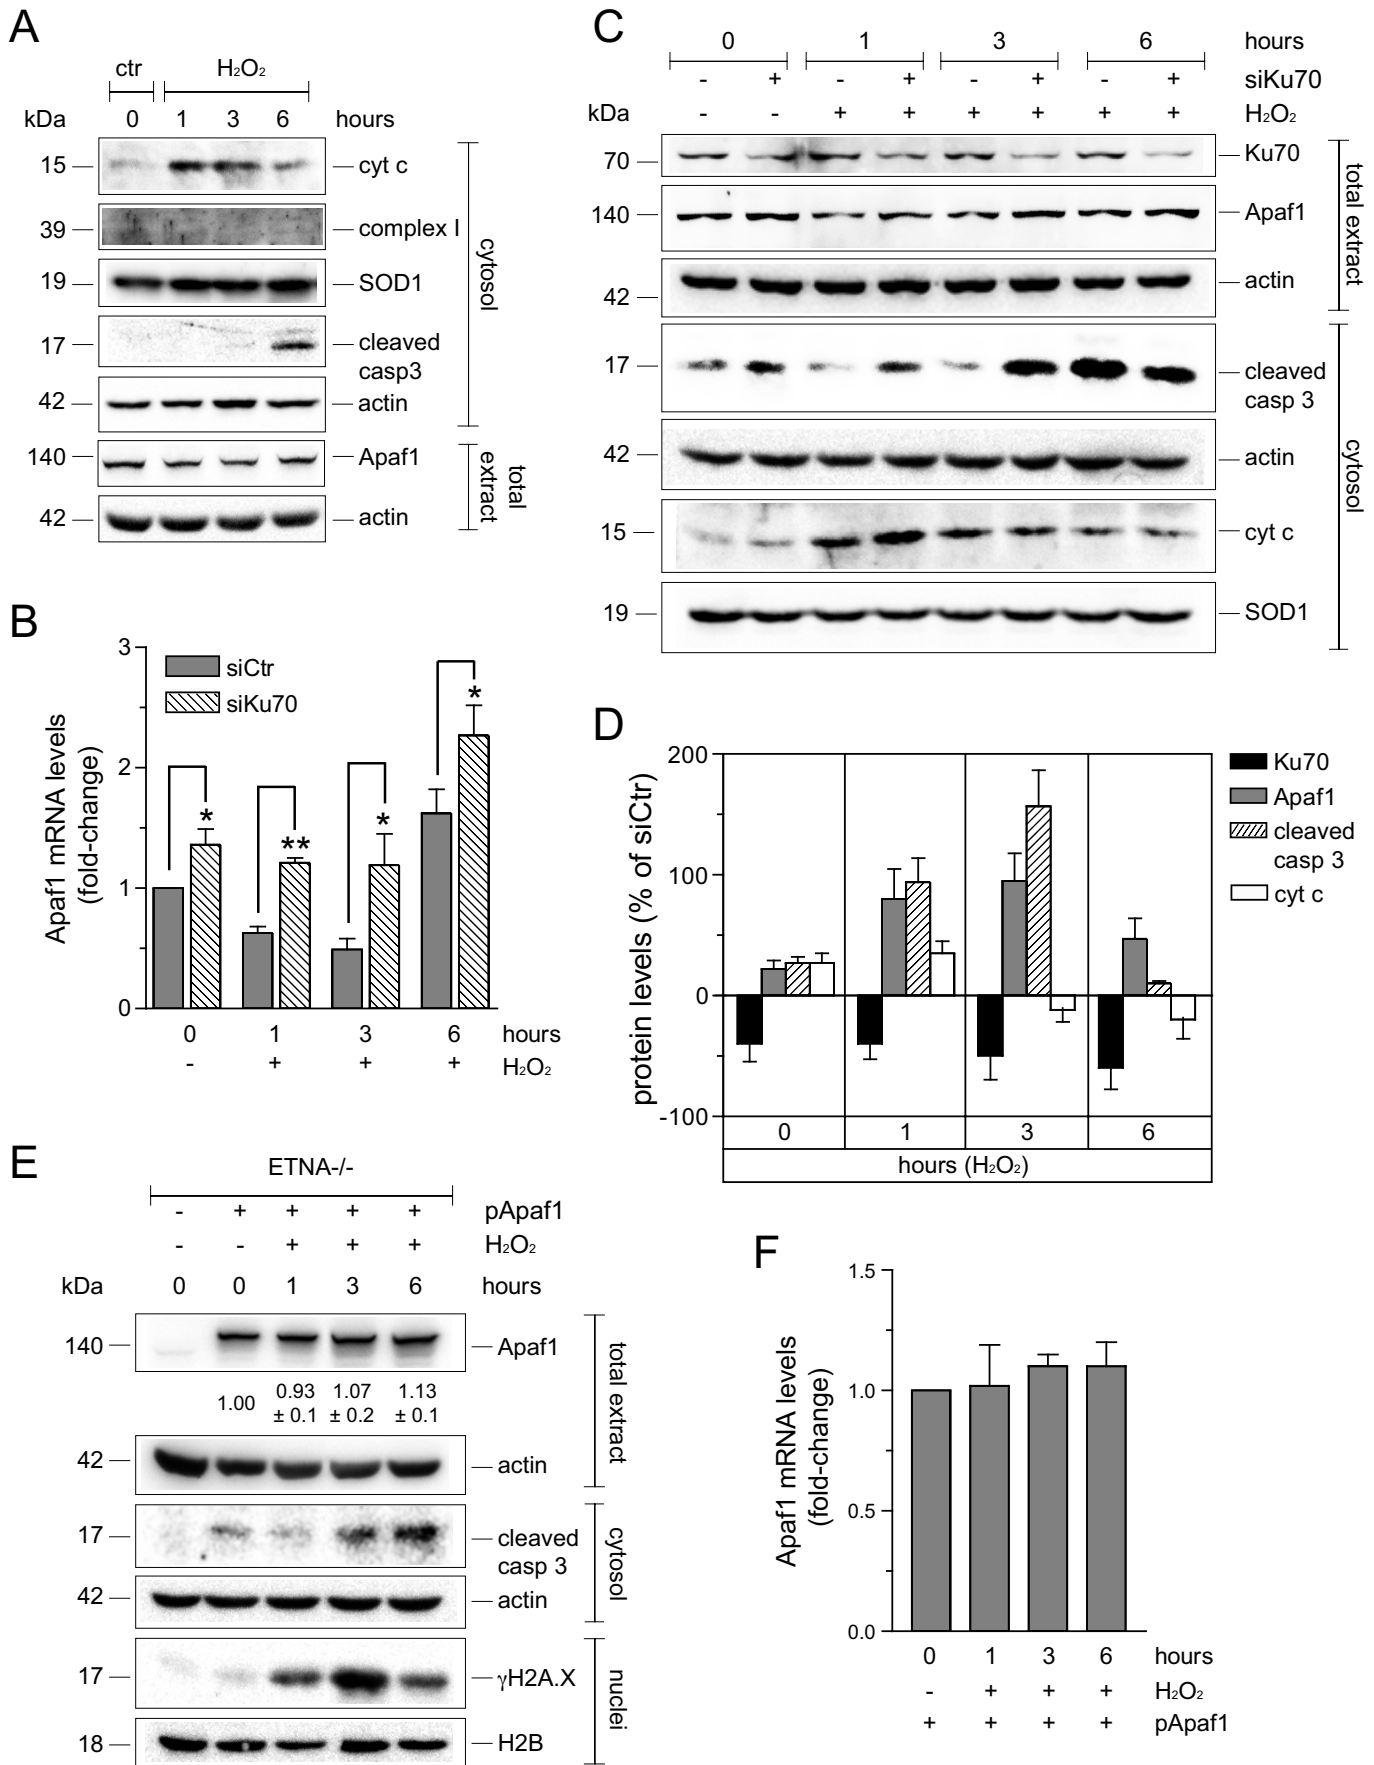 A
ctr H₂O₂
kDa 0 1 3 6 hours
15 cyt c
39 complex I
19 SOD1
17 cleaved
casp3
42 actin
cytosol
140 Apaf1
42 actin
total
extract
B
3
2
1
0
Apaf1 mRNA levels
(fold-change)
siCtr
siKu70
* ** * *
0 1 3 6 hours
- + + + H₂O₂
C
0 1 3 6 hours
- + - + - + - + siKu70
kDa - - + + + + + + H₂O₂
70 Ku70
140 Apaf1
42 actin
total extract
17 cleaved
casp 3
42 actin
15 cyt c
19 SOD1
cytosol
D
200
100
0
-100
protein levels (% of siCtr)
Ku70
Apaf1
cleaved
casp 3
cyt c
0 1 3 6
hours (H₂O₂)
E
ETNA-/-
- + + + + pApaf1
- - + + + H₂O₂
kDa 0 0 1 3 6 hours
140 Apaf1
1.00 0.93 1.07 1.13
± 0.1 ± 0.2 ± 0.1
42 actin
total extract
17 cleaved
casp 3
42 actin
cytosol
17 γH2A.X
18 H2B
nuclei
F
1.5
1.0
0.5
0.0
Apaf1 mRNA levels
(fold-change)
0 1 3 6 hours
- + + + H₂O₂
+ + + + pApaf1